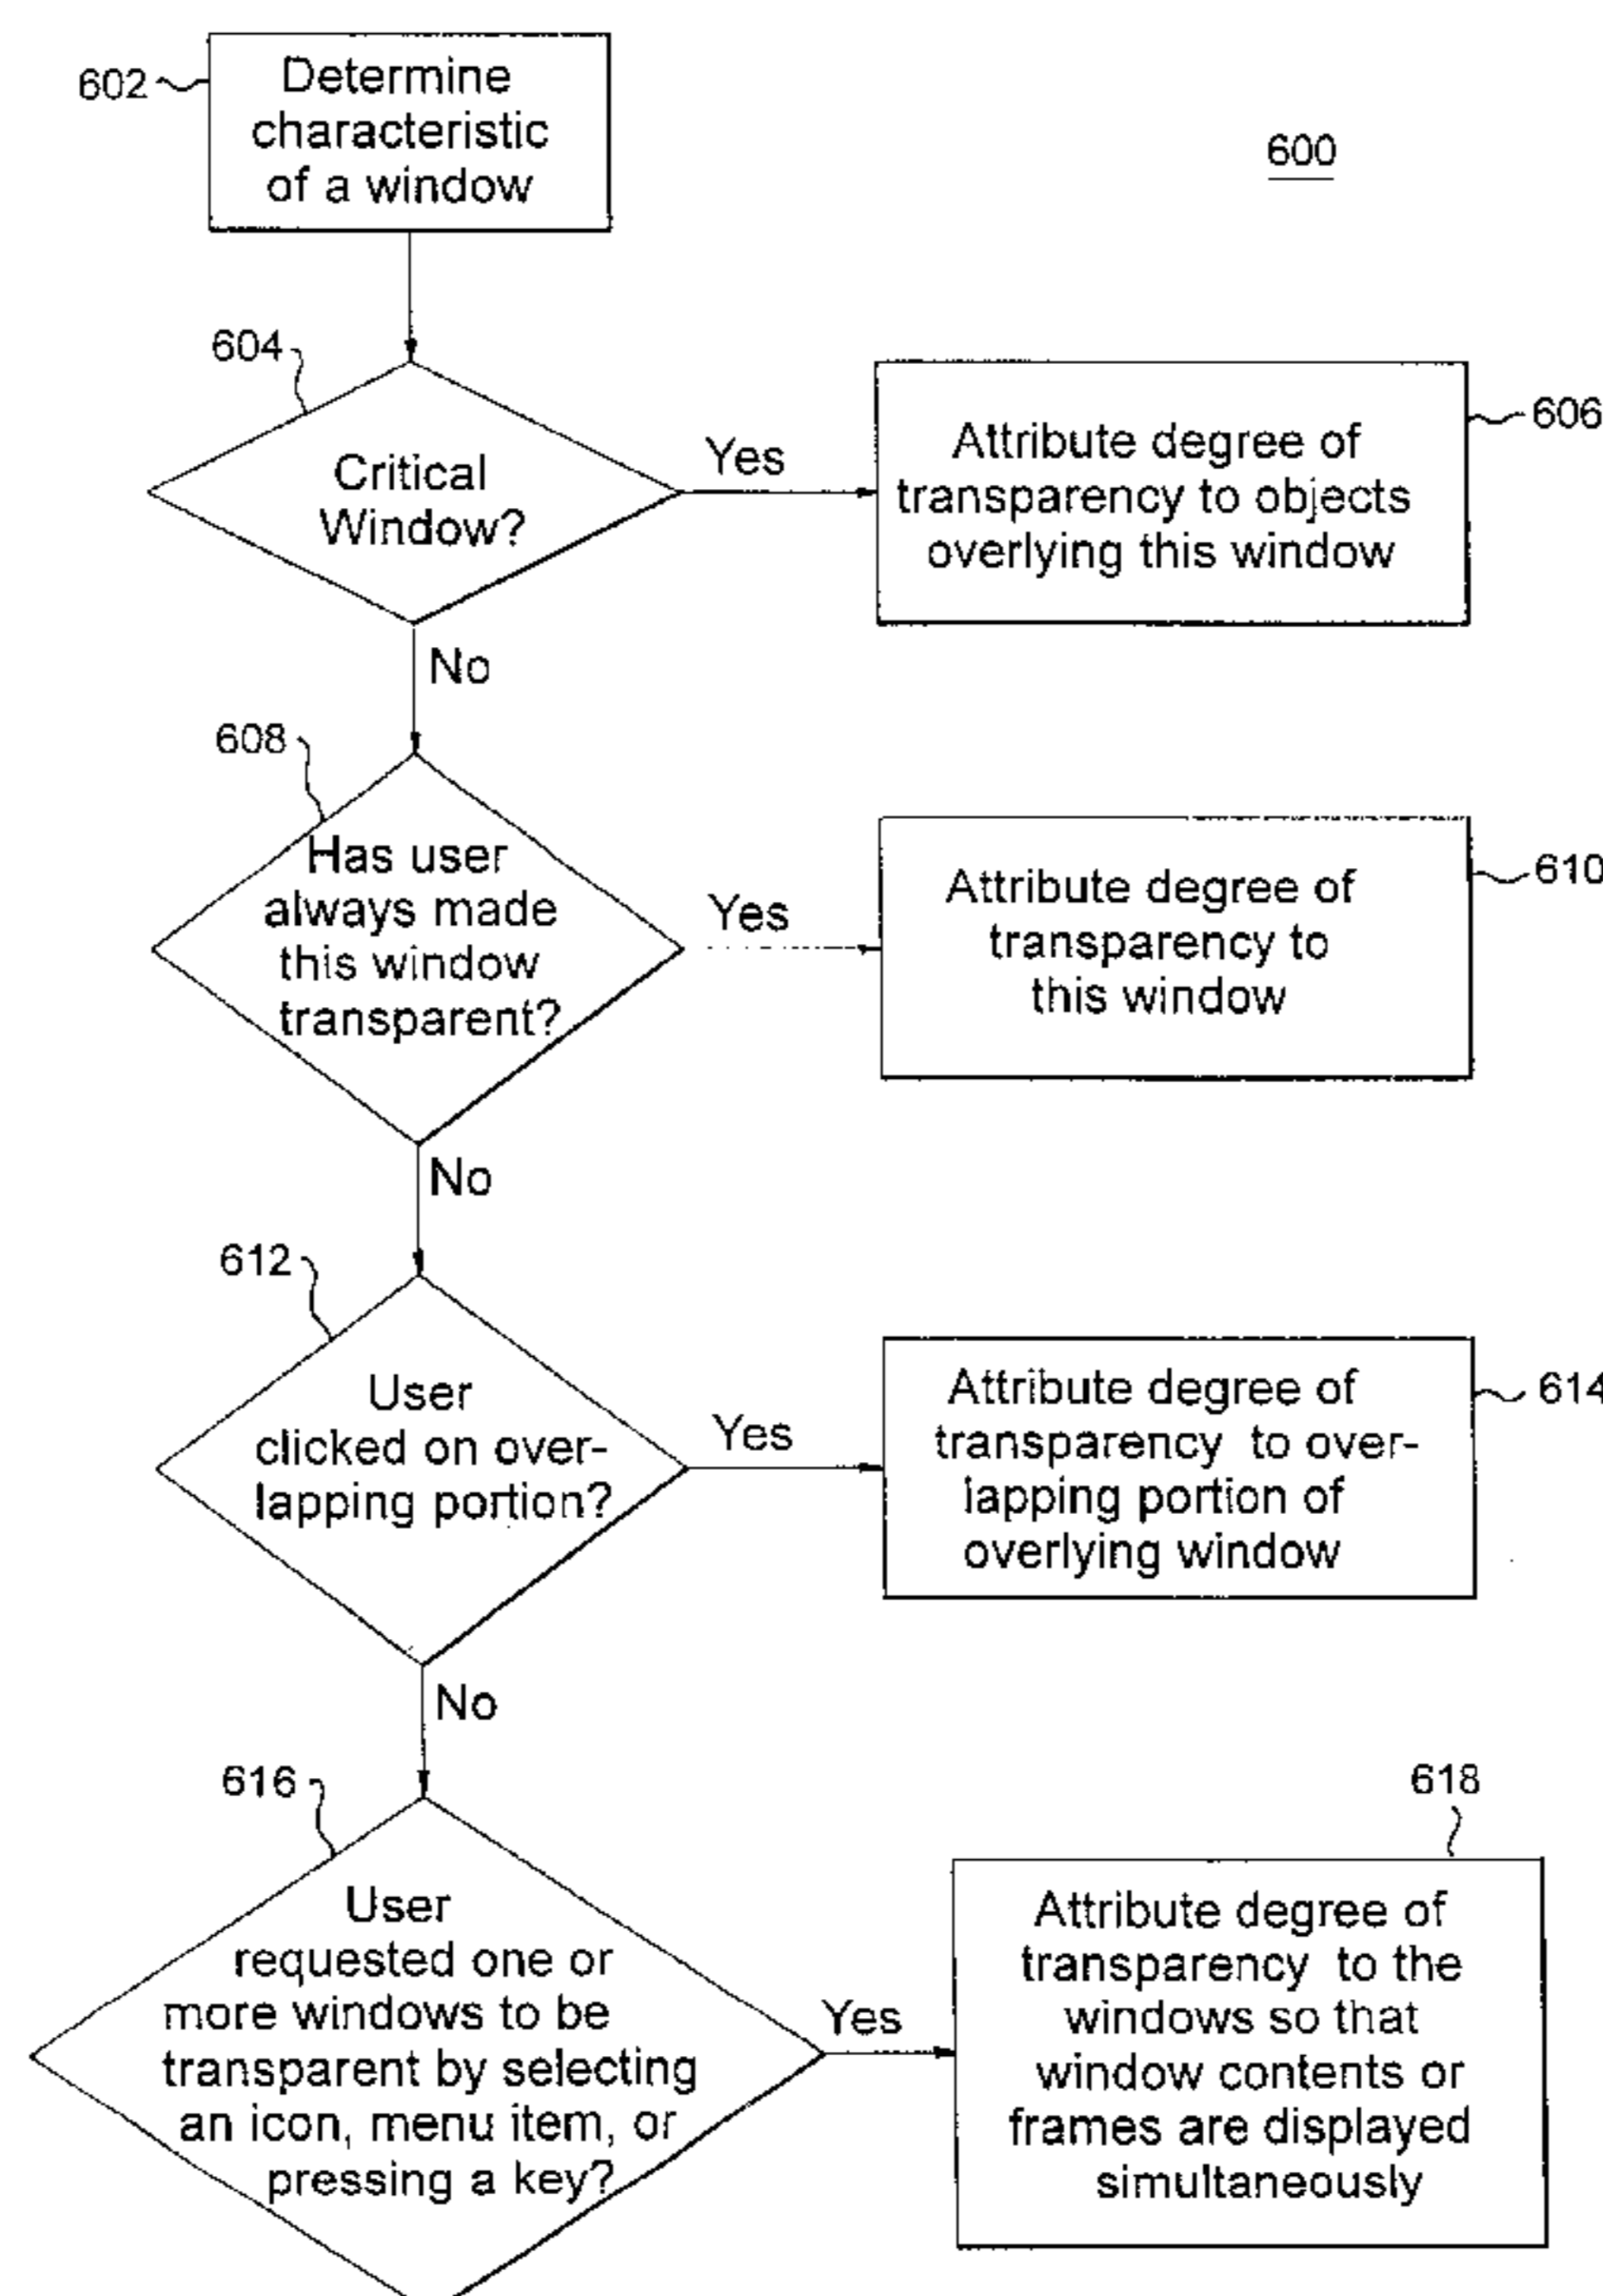 602
Determine
characteristic
of a window
600
604
Critical
Window?
Yes
606
Attribute degree of
transparency to objects
overlying this window
No
608
Has user
always made
this window
transparent?
Yes
610
Attribute degree of
transparency to
this window
No
612
User
clicked on over-
lapping portion?
Yes
614
Attribute degree of
transparency to over-
lapping portion of
overlying window
No
616
User
requested one or
more windows to be
transparent by selecting
an icon, menu item, or
pressing a key?
Yes
618
Attribute degree of
transparency to the
windows so that
window contents or
frames are displayed
simultaneously